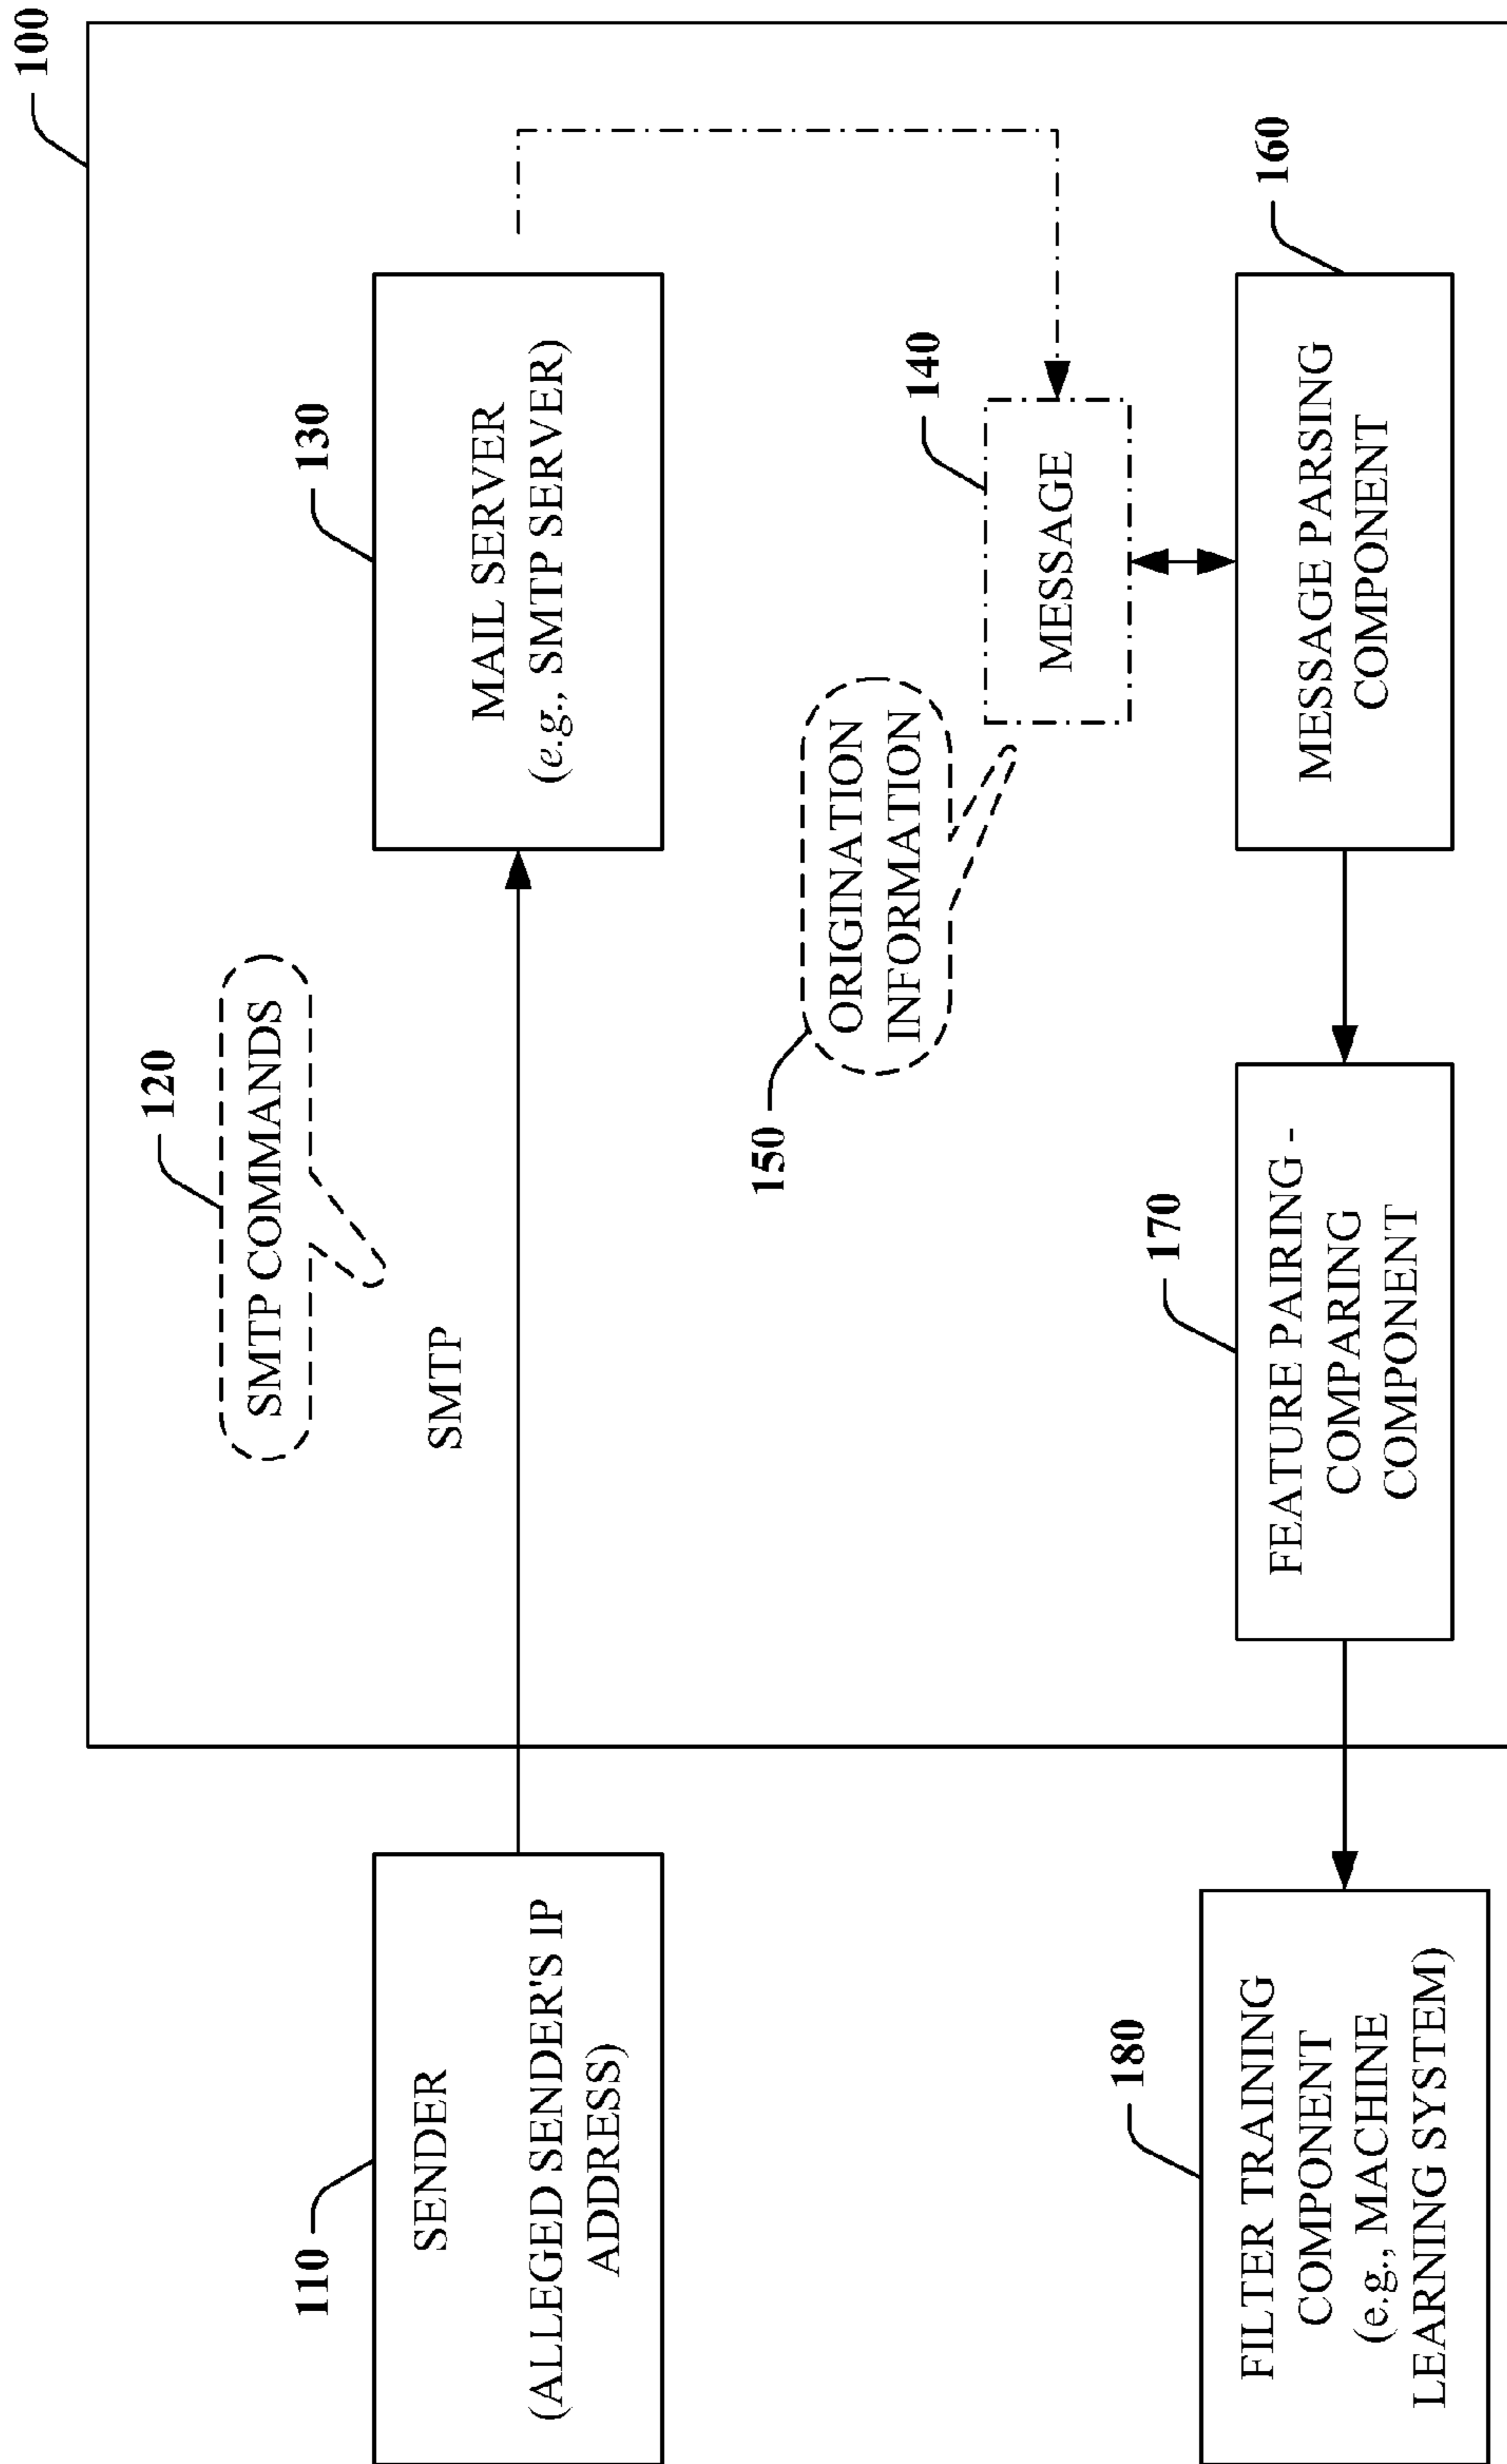 100
110
SENDER
(ALLEGED SENDER'S IP
ADDRESS)
120
SMTP COMMANDS
SMTP
130
MAIL SERVER
(e.g., SMTP SERVER)
140
MESSAGE
150
ORIGINATION
INFORMATION
160
MESSAGE PARSING
COMPONENT
170
FEATURE PAIRING -
COMPARING
COMPONENT
180
FILTER TRAINING
COMPONENT
(e.g., MACHINE
LEARNING SYSTEM)